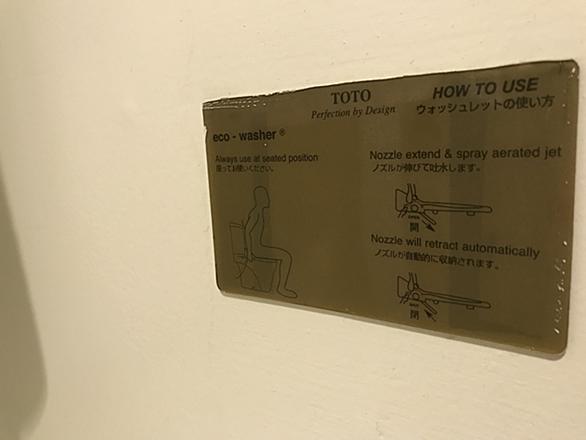 TOTO
Perfection by Design
HOW TO USE
ウォッシュレットの使い方
eco - washer ®
Always use at seated position
座ってお使いください。
Nozzle extend & spray aerated jet
ノズルが伸びて吐水します。
OPEN
開
Nozzle will retract automatically
ノズルが自動的に収納されます。
閉